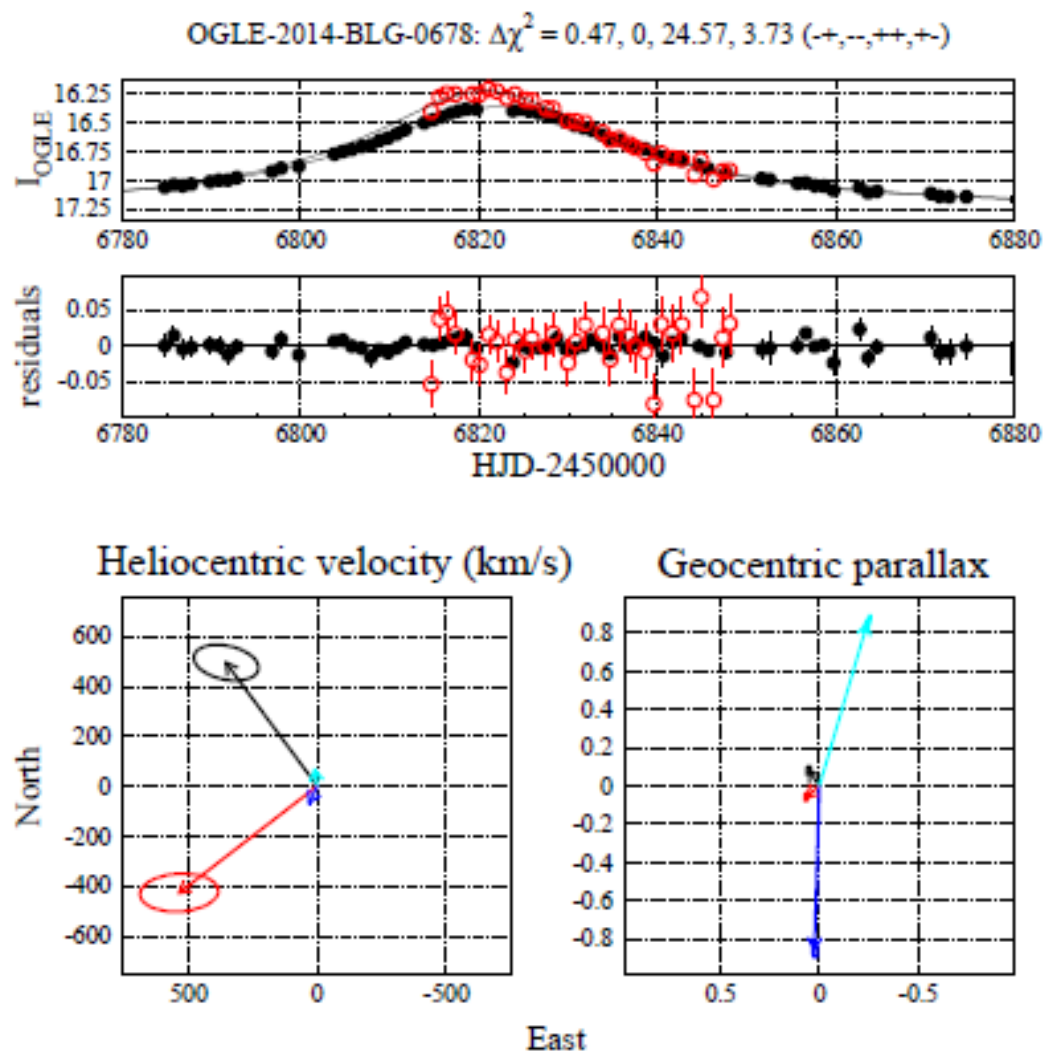 OGLE-2014-BLG-0678: Δχ² = 0.47, 0, 24.57, 3.73 (-+,--,++,+-)
I_OGLE
16.25
16.5
16.75
17
17.25
6780 6800 6820 6840 6860 6880
residuals
0.05
0
-0.05
6780 6800 6820 6840 6860 6880
HJD-2450000
Heliocentric velocity (km/s)
North
600
400
200
0
-200
-400
-600
500 0 -500
Geocentric parallax
0.8
0.6
0.4
0.2
0
-0.2
-0.4
-0.6
-0.8
0.5 0 -0.5
East